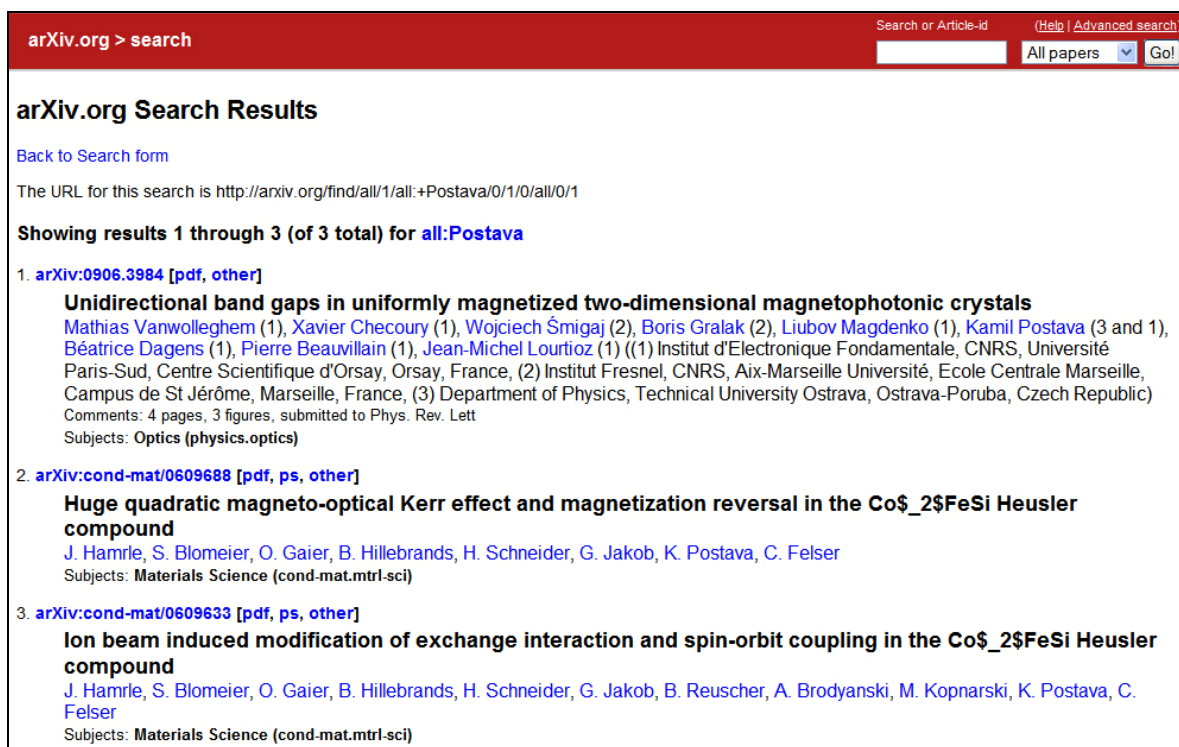 arXiv.org > search
Search or Article-id
(Help | Advanced search)
All papers
Go!
arXiv.org Search Results
Back to Search form
The URL for this search is http://arxiv.org/find/all/1/all:+Postava/0/1/0/all/0/1
Showing results 1 through 3 (of 3 total) for all:Postava
1. arXiv:0906.3984 [pdf, other]
Unidirectional band gaps in uniformly magnetized two-dimensional magnetophotonic crystals
Mathias Vanwolleghem (1), Xavier Checoury (1), Wojciech Śmigaj (2), Boris Gralak (2), Liubov Magdenko (1), Kamil Postava (3 and 1),
Béatrice Dagens (1), Pierre Beauvillain (1), Jean-Michel Lourtioz (1) ((1) Institut d'Electronique Fondamentale, CNRS, Université
Paris-Sud, Centre Scientifique d'Orsay, Orsay, France, (2) Institut Fresnel, CNRS, Aix-Marseille Université, Ecole Centrale Marseille,
Campus de St Jérôme, Marseille, France, (3) Department of Physics, Technical University Ostrava, Ostrava-Poruba, Czech Republic)
Comments: 4 pages, 3 figures, submitted to Phys. Rev. Lett
Subjects: Optics (physics.optics)
2. arXiv:cond-mat/0609688 [pdf, ps, other]
Huge quadratic magneto-optical Kerr effect and magnetization reversal in the Co$_2$FeSi Heusler
compound
J. Hamrle, S. Blomeier, O. Gaier, B. Hillebrands, H. Schneider, G. Jakob, K. Postava, C. Felser
Subjects: Materials Science (cond-mat.mtrl-sci)
3. arXiv:cond-mat/0609633 [pdf, ps, other]
Ion beam induced modification of exchange interaction and spin-orbit coupling in the Co$_2$FeSi Heusler
compound
J. Hamrle, S. Blomeier, O. Gaier, B. Hillebrands, H. Schneider, G. Jakob, B. Reuscher, A. Brodyanski, M. Kopnarski, K. Postava, C.
Felser
Subjects: Materials Science (cond-mat.mtrl-sci)